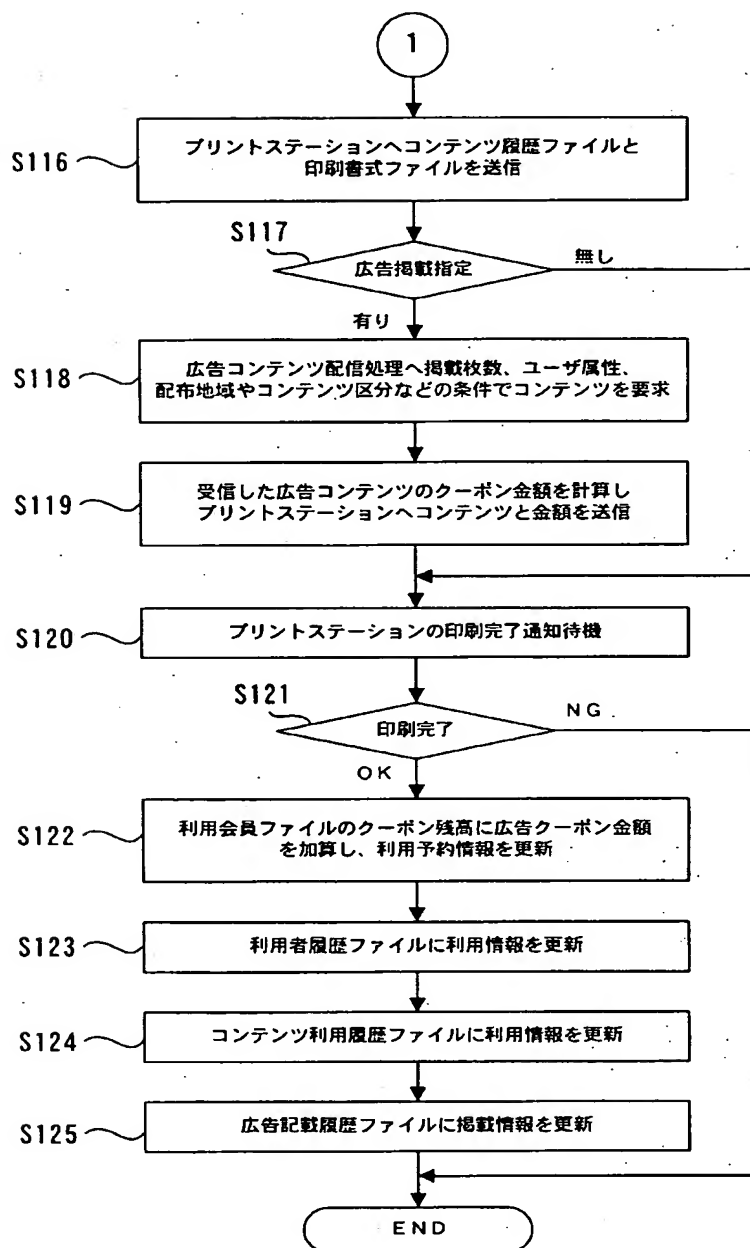 1
S116
プリントステーションへコンテンツ履歴ファイルと
印刷書式ファイルを送信
S117
広告掲載指定
無し
有り
S118
広告コンテンツ配信処理へ掲載枚数、ユーザ属性、
配布地域やコンテンツ区分などの条件でコンテンツを要求
S119
受信した広告コンテンツのクーポン金額を計算し
プリントステーションへコンテンツと金額を送信
S120
プリントステーションの印刷完了通知待機
S121
印刷完了
NG
OK
S122
利用会員ファイルのクーポン残高に広告クーポン金額
を加算し、利用予約情報を更新
S123
利用者履歴ファイルに利用情報を更新
S124
コンテンツ利用履歴ファイルに利用情報を更新
S125
広告記載履歴ファイルに掲載情報を更新
END